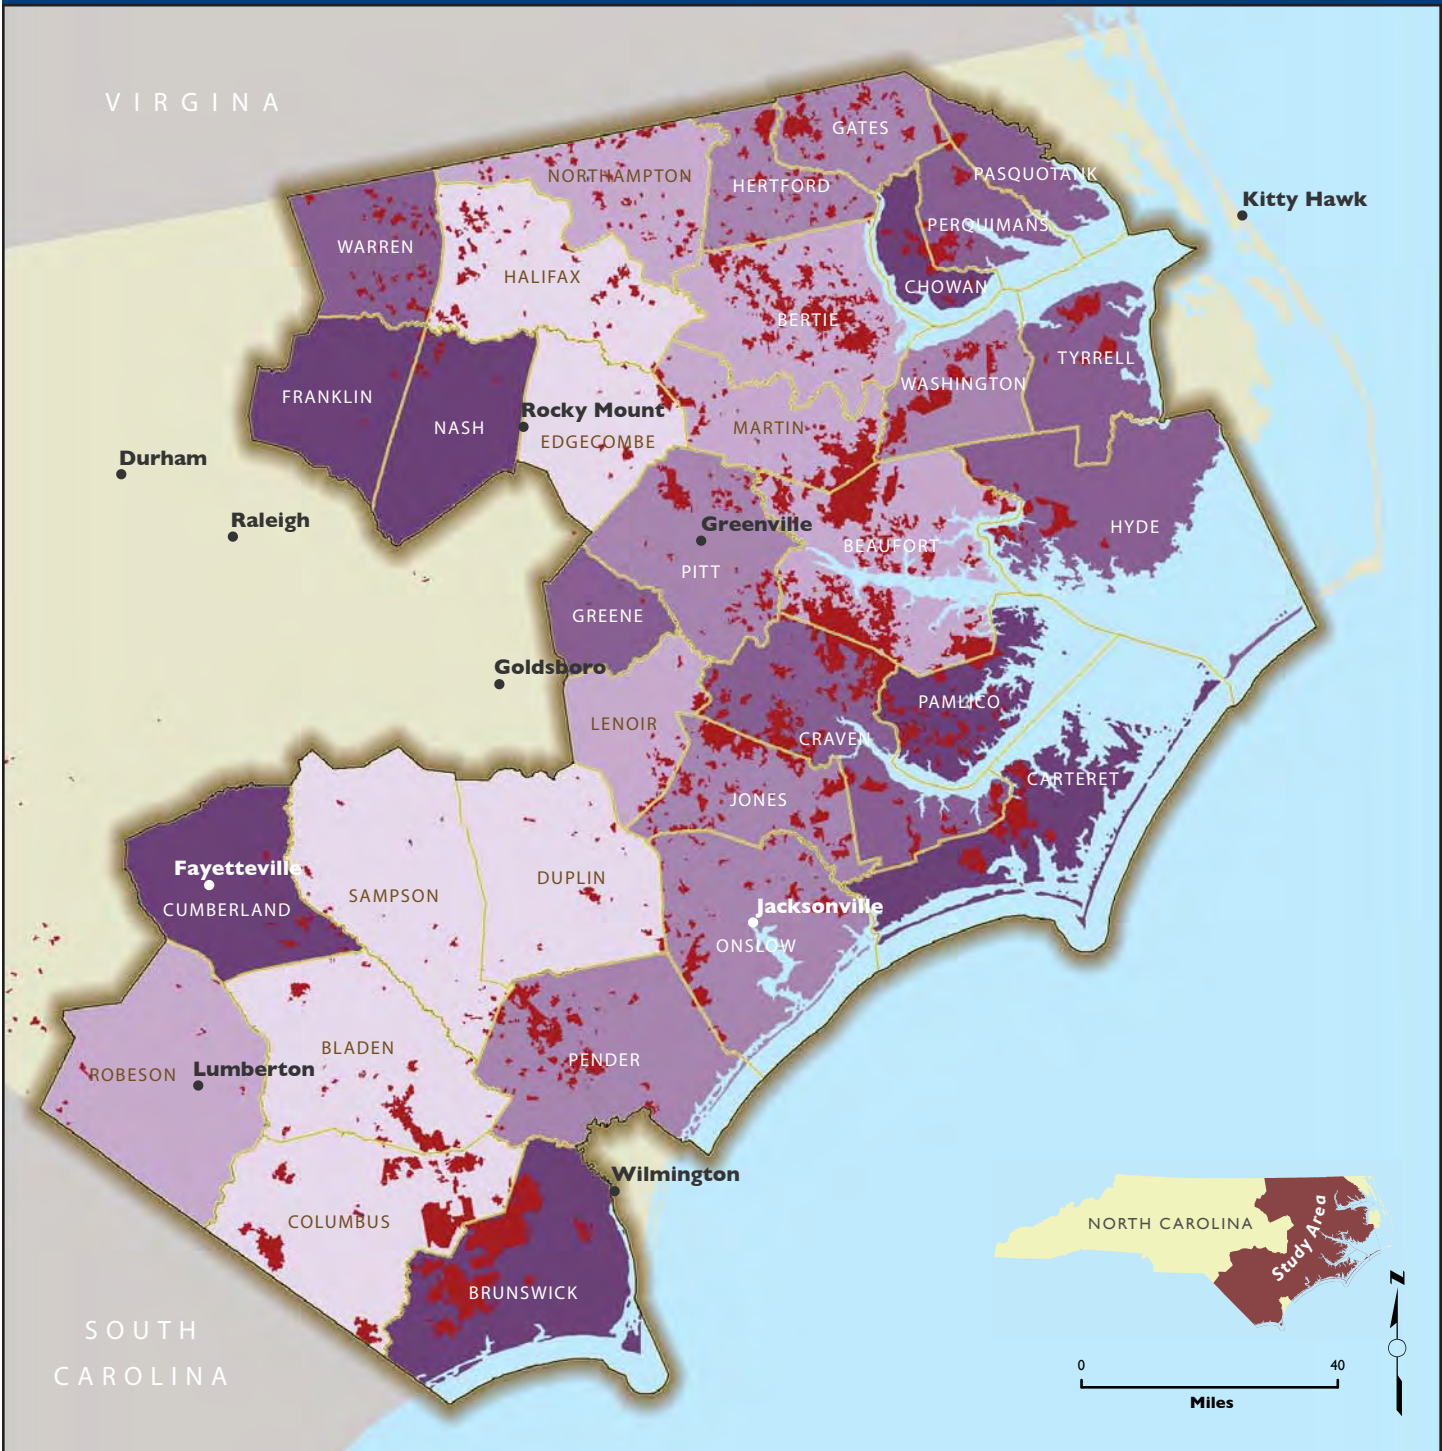 VIRGINA
GATES
PASQUOTANK
NORTHAMPTON
HERTFORD
Kitty Hawk
PERQUIMANS
WARREN
HALIFAX
CHOWAN
BERTIE
TYRRELL
WASHINGTON
FRANKLIN
Rocky Mount
NASH
EDGECOMBE
MARTIN
Durham
Raleigh
Greenville
HYDE
BEAUFORT
PITT
GREENE
Goldsboro
PAMLICO
LENOIR
CRAVEN
CARTERET
JONES
Fayetteville
DUPLIN
SAMPSON
CUMBERLAND
Jacksonville
ONSLOW
BLADEN
PENDER
ROBESON
Lumberton
Wilmington
COLUMBUS
NORTH CAROLINA
Study Area
BRUNSWICK
N
SOUTH
CAROLINA
0 40
Miles